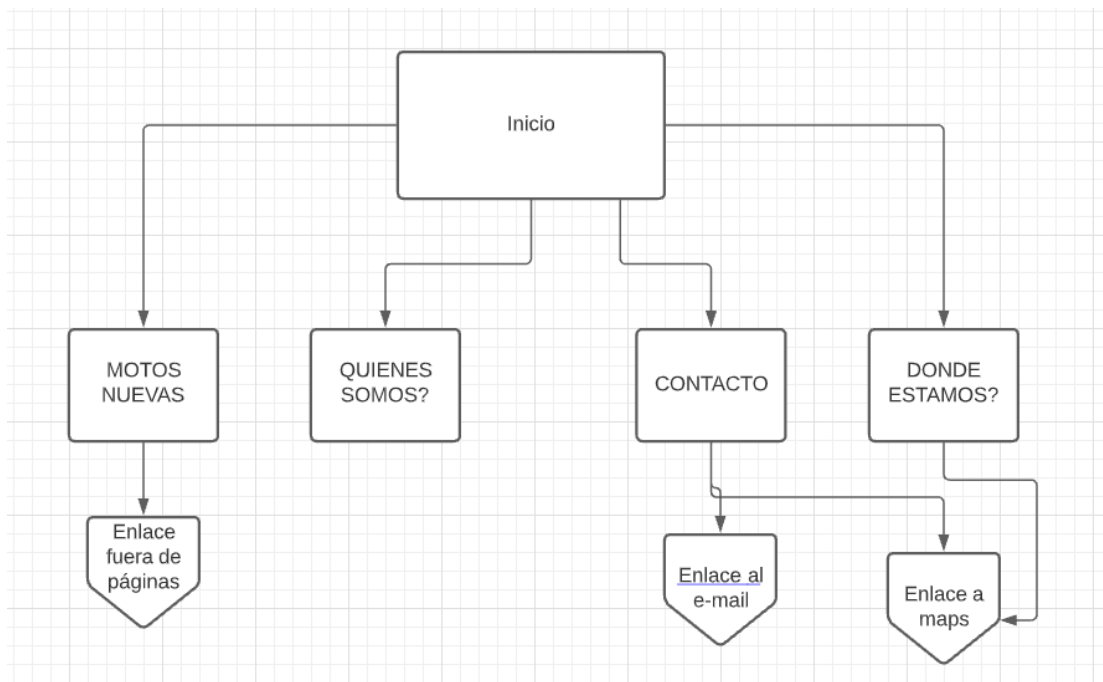 Inicio
MOTOS
NUEVAS
QUIENES
SOMOS?
CONTACTO
DONDE
ESTAMOS?
Enlace
fuera de
páginas
Enlace al
e-mail
Enlace a
maps